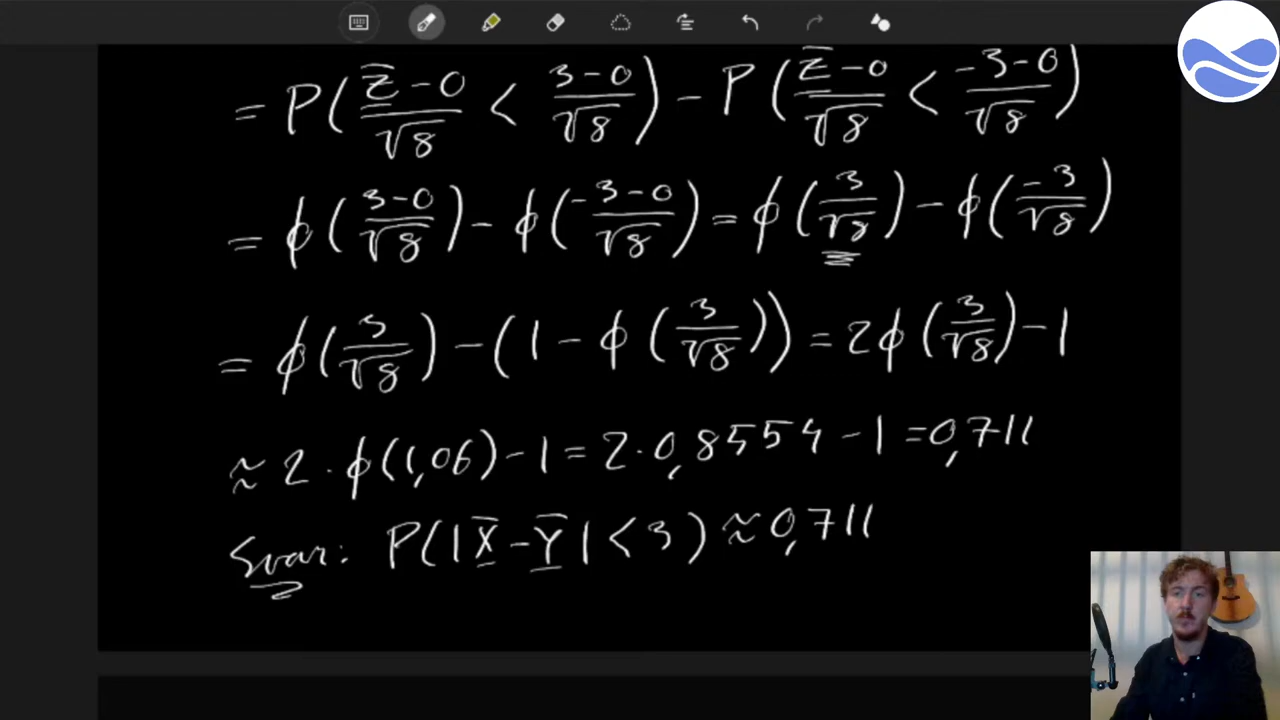 = P( (Z̅ - 0)/√8 < (3 - 0)/√8 ) - P( (Z̅ - 0)/√8 < (-3 - 0)/√8 )
= ϕ( (3 - 0)/√8 ) - ϕ( (-3 - 0)/√8 ) = ϕ( 3/√8 ) - ϕ( -3/√8 )
= ϕ( 3/√8 ) - (1 - ϕ( 3/√8 )) = 2ϕ( 3/√8 ) - 1
≈ 2 · ϕ(1,06) - 1 = 2 · 0,8554 - 1 = 0,711
Svar: P(|X̅ - Y̅| < 3) ≈ 0,711